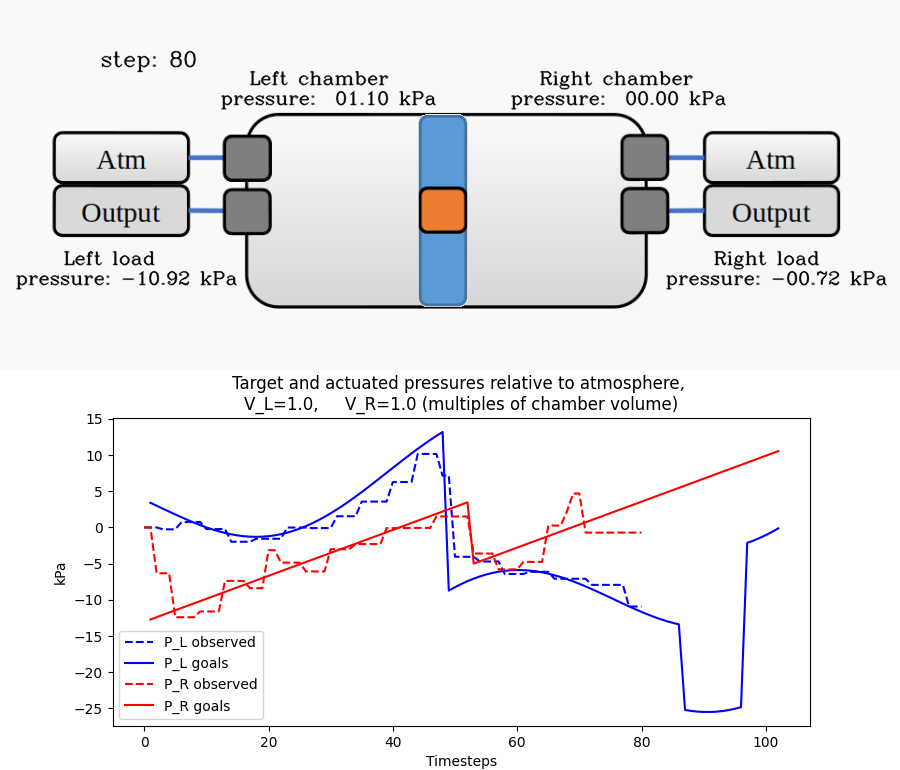 step: 80
Left chamber
pressure: 01.10 kPa
Right chamber
pressure: 00.00 kPa
Atm
Output
Atm
Output
Left load
pressure: −10.92 kPa
Right load
pressure: −00.72 kPa
Target and actuated pressures relative to atmosphere,
V_L=1.0, V_R=1.0 (multiples of chamber volume)
15
10
5
0
−5
−10
−15
−20
−25
kPa
P_L observed
P_L goals
P_R observed
P_R goals
0 20 40 60 80 100
Timesteps